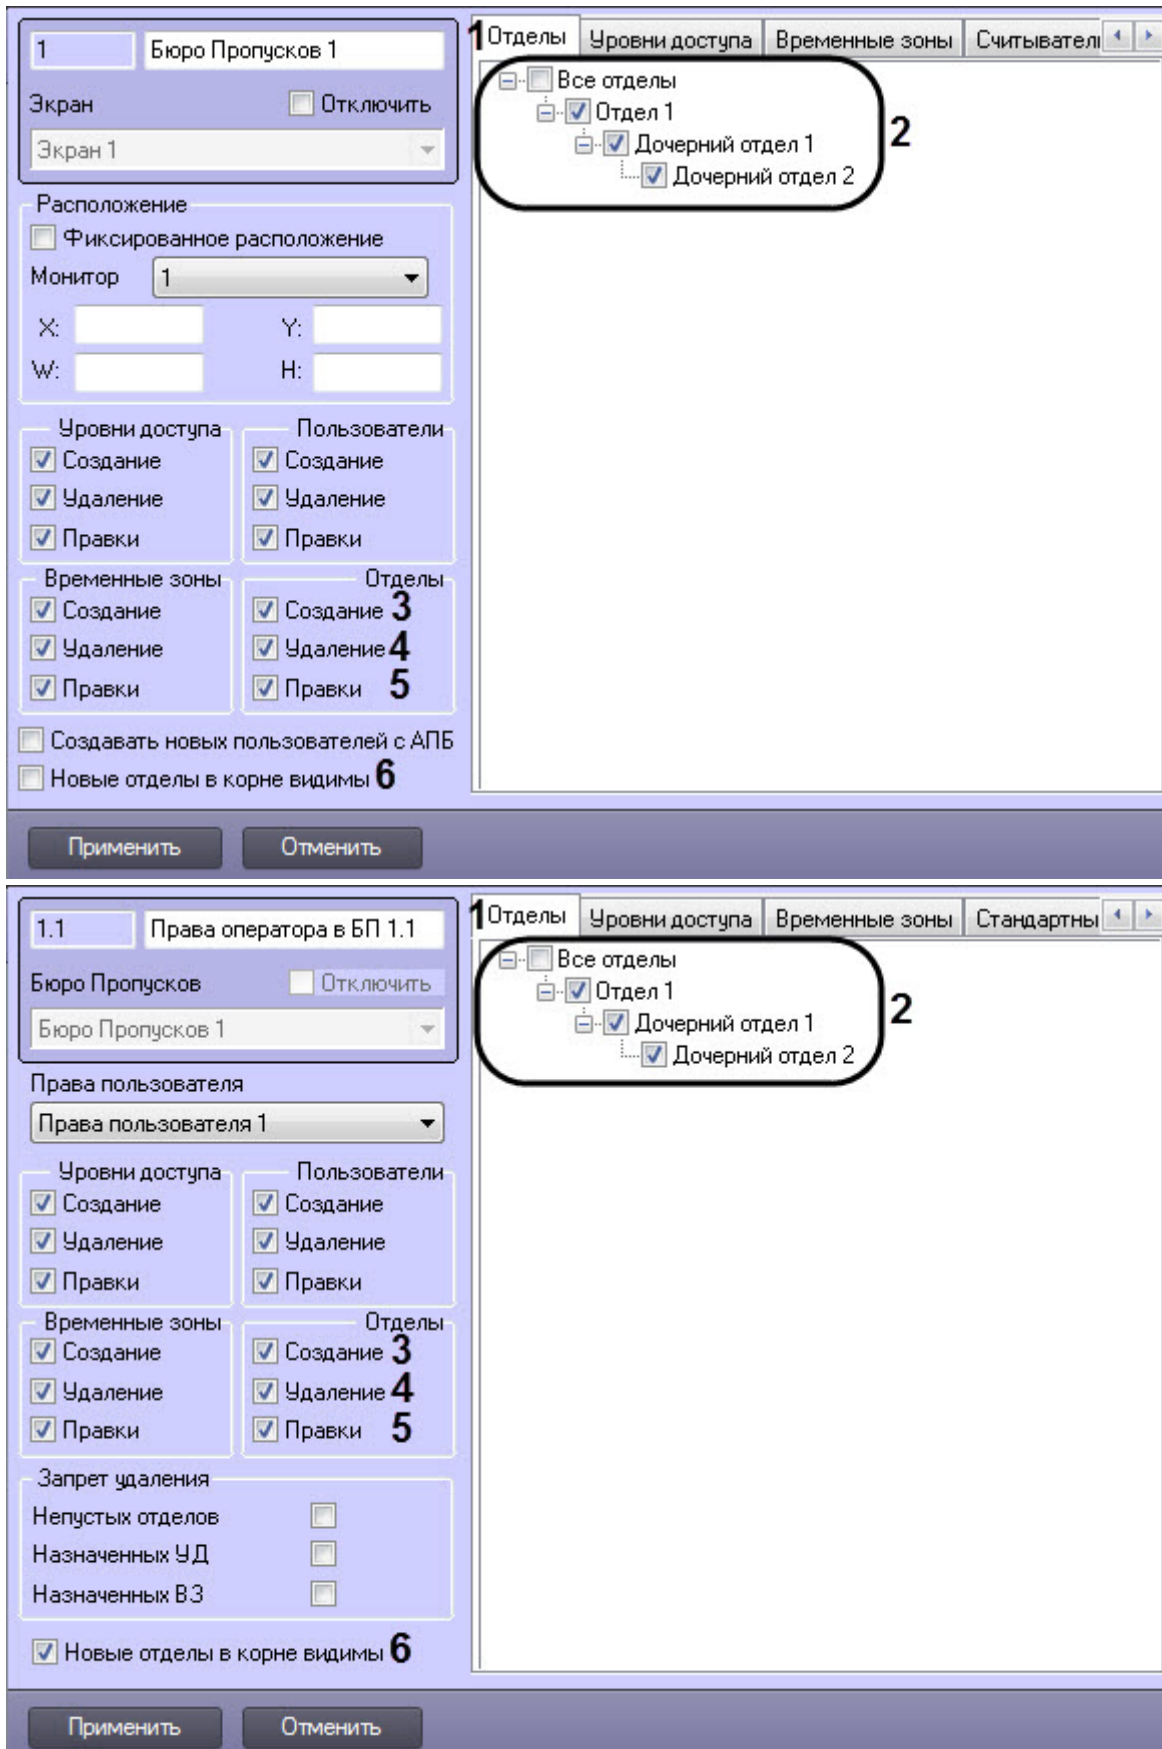 1 Бюро Пропусков 1
Экран Отключить
Экран 1
Расположение
Фиксированное расположение
Монитор 1
X: Y:
W: H:
Уровни доступа Пользователи
Создание Создание
Удаление Удаление
Правки Правки
Временные зоны Отделы
Создание Создание 3
Удаление Удаление 4
Правки Правки 5
Создавать новых пользователей с АПБ
Новые отделы в корне видимы 6
1 Отделы Уровни доступа Временные зоны Считывател
Все отделы
Отдел 1
Дочерний отдел 1
Дочерний отдел 2
2
Применить Отменить
1.1 Права оператора в БП 1.1
Бюро Пропусков Отключить
Бюро Пропусков 1
Права пользователя
Права пользователя 1
Уровни доступа Пользователи
Создание Создание
Удаление Удаление
Правки Правки
Временные зоны Отделы
Создание Создание 3
Удаление Удаление 4
Правки Правки 5
Запрет удаления
Непустых отделов
Назначенных УД
Назначенных ВЗ
Новые отделы в корне видимы 6
1 Отделы Уровни доступа Временные зоны Стандартны
Все отделы
Отдел 1
Дочерний отдел 1
Дочерний отдел 2
2
Применить Отменить